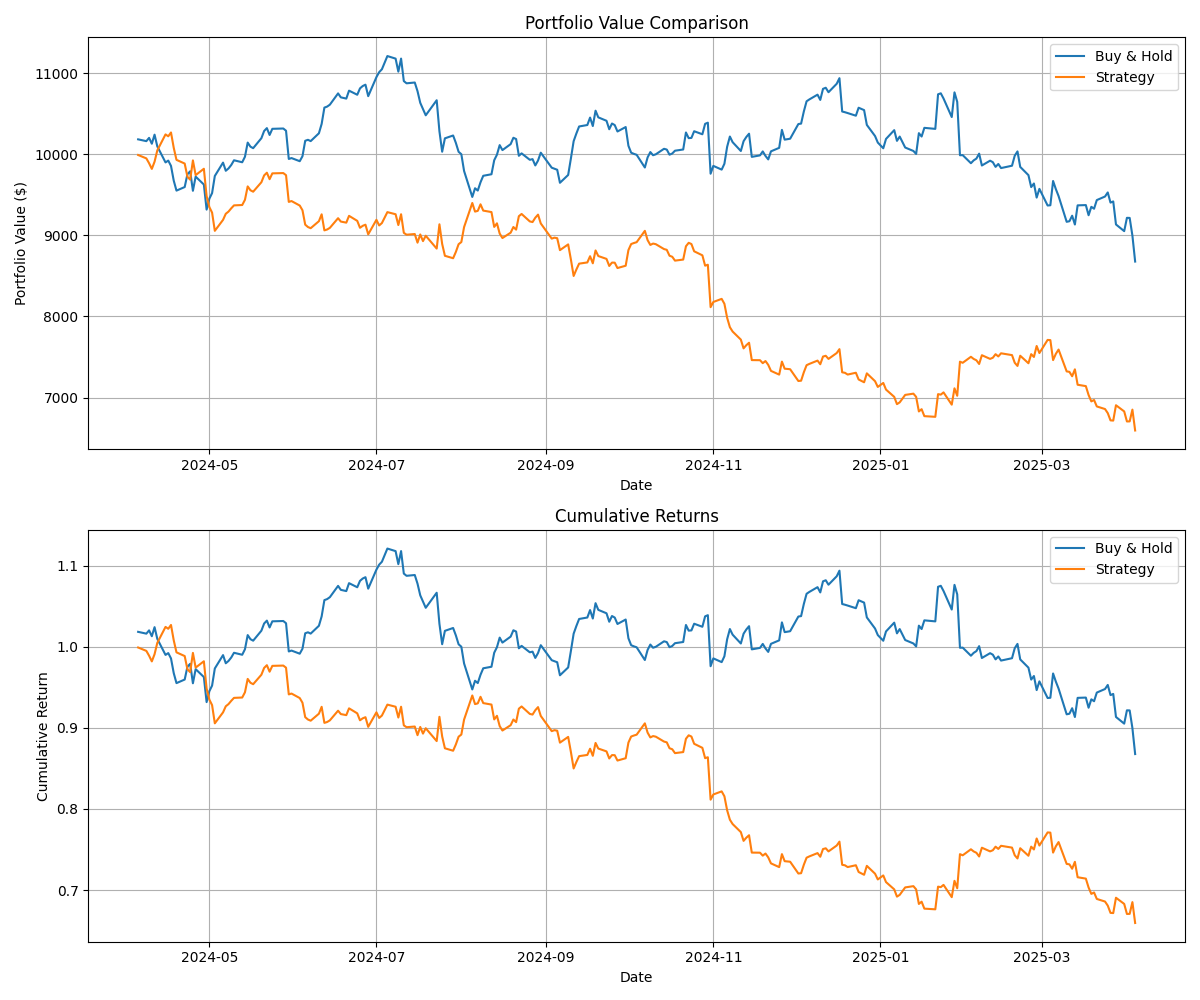 Portfolio Value Comparison
Buy & Hold
Strategy
Portfolio Value ($)
11000
10000
9000
8000
7000
2024-05
2024-07
2024-09
2024-11
2025-01
2025-03
Date
Cumulative Returns
Buy & Hold
Strategy
Cumulative Return
1.1
1.0
0.9
0.8
0.7
2024-05
2024-07
2024-09
2024-11
2025-01
2025-03
Date